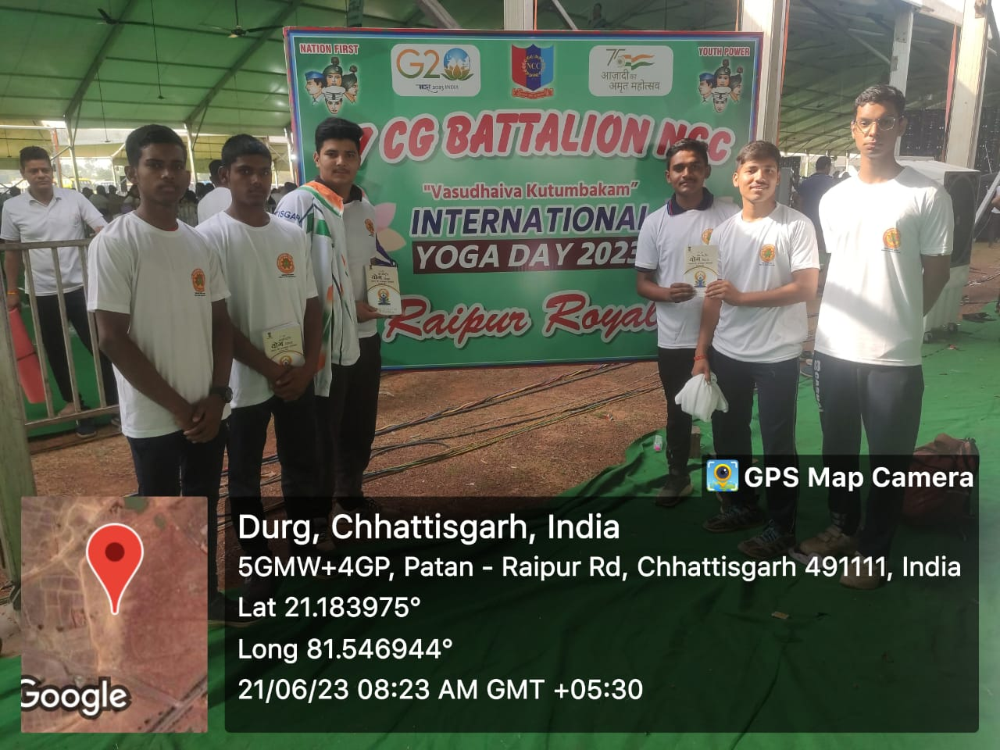 NATION FIRST
G20
भारत 2023 INDIA
NCC
75
आज़ादी का
अमृत महोत्सव
YOUTH POWER
7 CG BATTALION NCC
"Vasudhaiva Kutumbakam"
INTERNATIONAL
YOGA DAY 2023
Raipur Royal
योग
योग
योग
GPS Map Camera
Durg, Chhattisgarh, India
5GMW+4GP, Patan - Raipur Rd, Chhattisgarh 491111, India
Lat 21.183975°
Long 81.546944°
21/06/23 08:23 AM GMT +05:30
Google